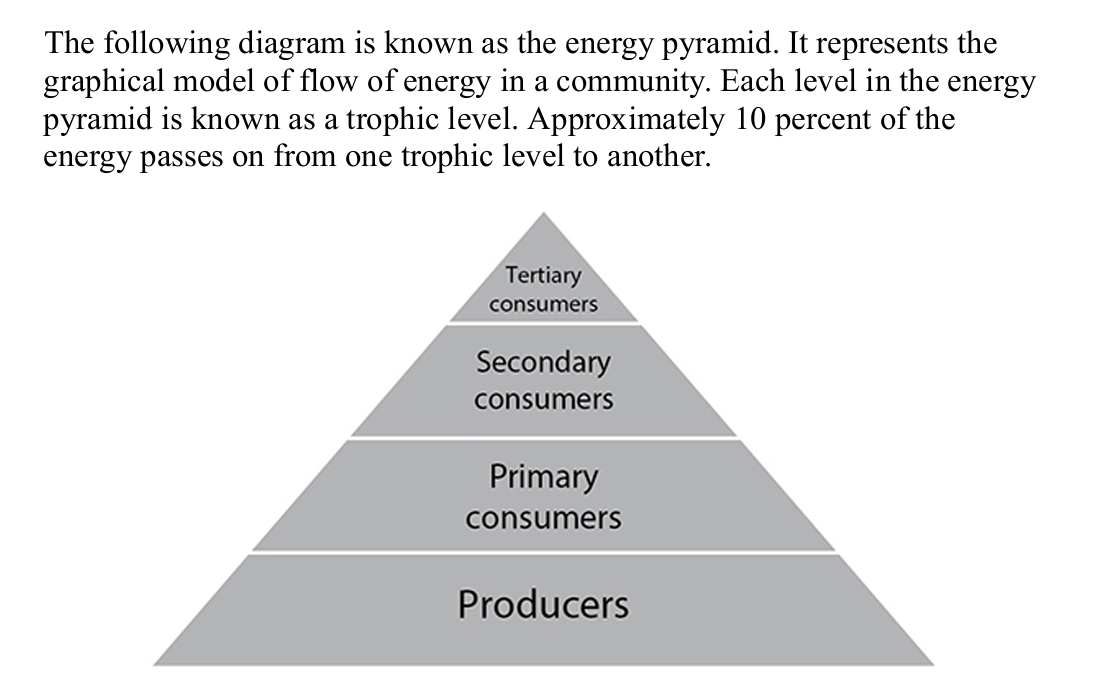 The following diagram is known as the energy pyramid. It represents the
graphical model of flow of energy in a community. Each level in the energy
pyramid is known as a trophic level. Approximately 10 percent of the
energy passes on from one trophic level to another.
Tertiary
consumers
Secondary
consumers
Primary
consumers
Producers